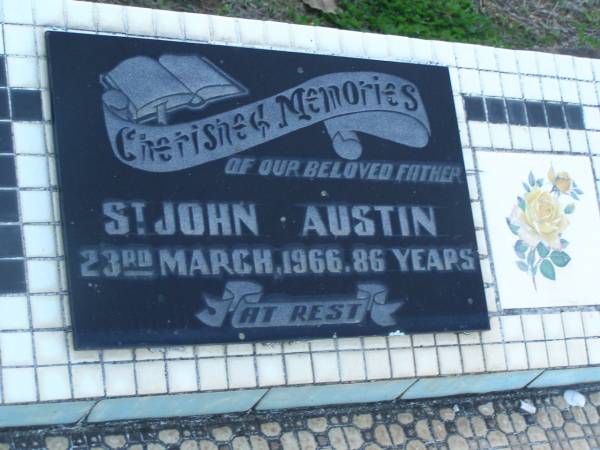 Cherished Memories
OF OUR BELOVED FATHER
ST. JOHN AUSTIN
23RD MARCH, 1966. 86 YEARS
AT REST